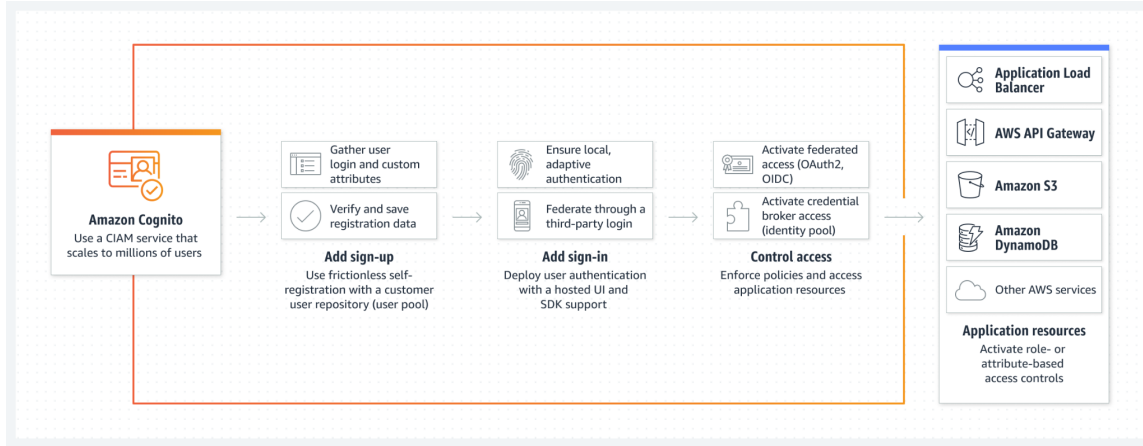 Amazon Cognito
Use a CIAM service that
scales to millions of users
Gather user
login and custom
attributes
Verify and save
registration data
Add sign-up
Use frictionless self-
registration with a customer
user repository (user pool)
Ensure local,
adaptive
authentication
Federate through a
third-party login
Add sign-in
Deploy user authentication
with a hosted UI and
SDK support
Activate federated
access (OAuth2,
OIDC)
Activate credential
broker access
(identity pool)
Control access
Enforce policies and access
application resources
Application Load
Balancer
AWS API Gateway
Amazon S3
Amazon
DynamoDB
Other AWS services
Application resources
Activate role- or
attribute-based
access controls